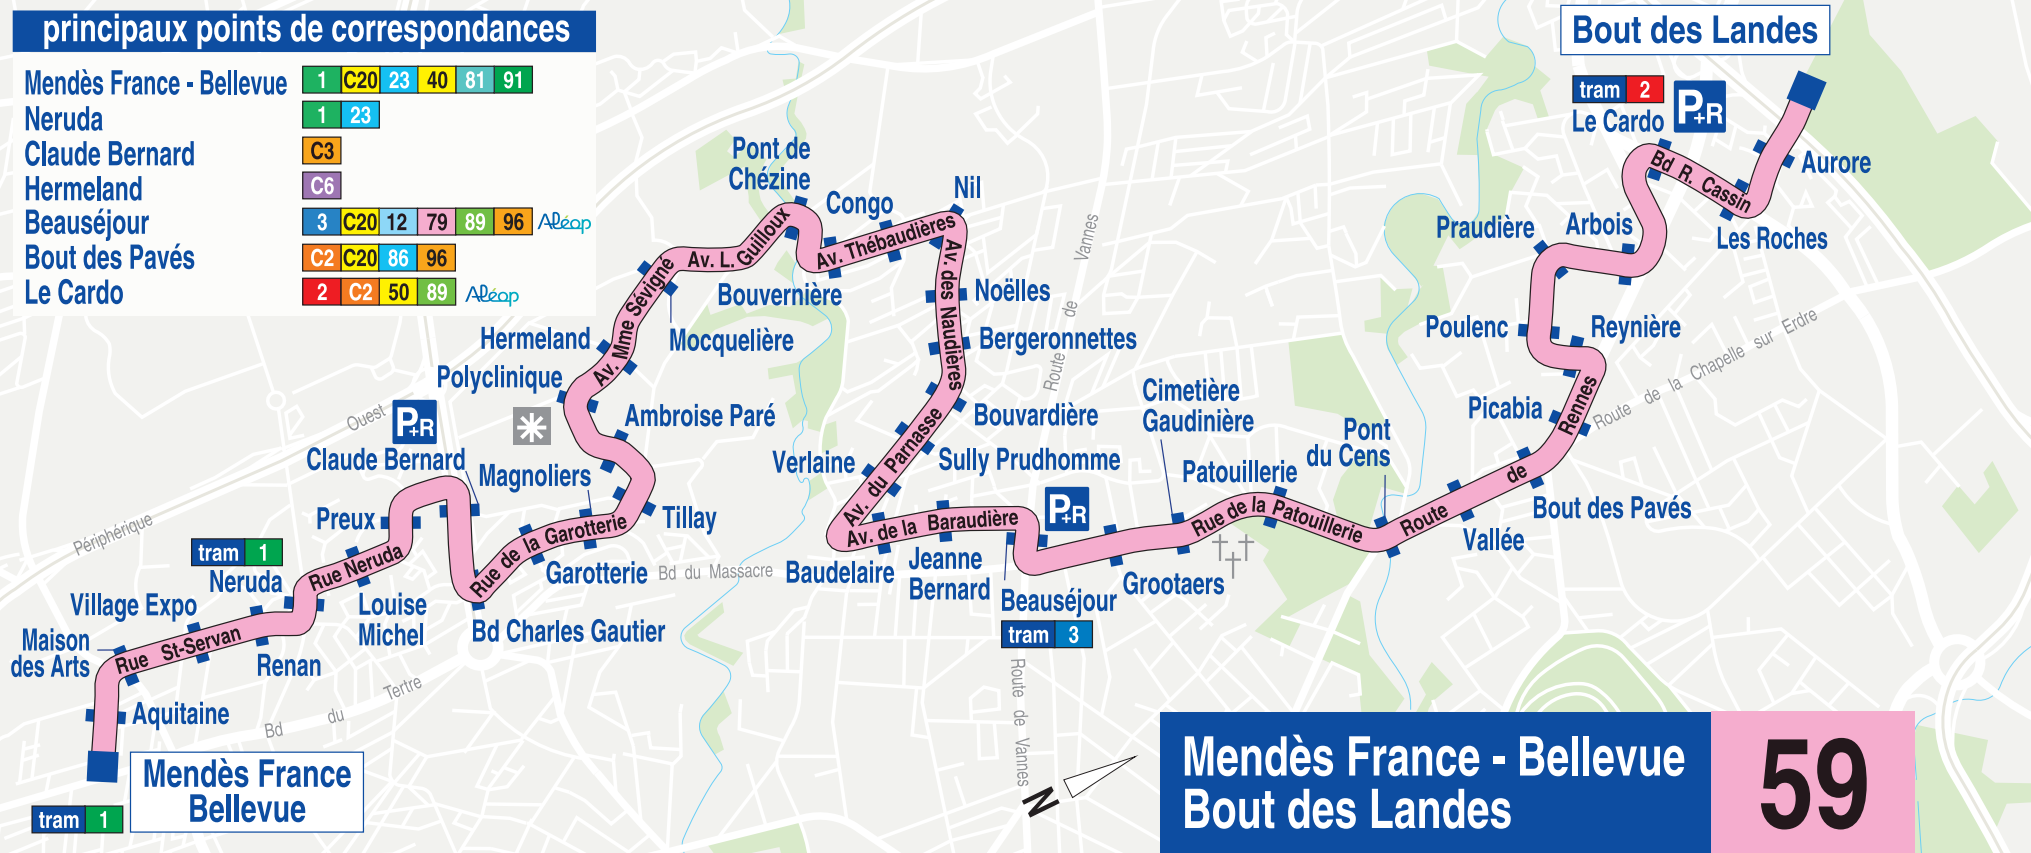 principaux points de correspondances
Mendès France - Bellevue 1 C20 23 40 81 91
Neruda 1 23
Claude Bernard C3
Hermeland C6
Beauséjour 3 C20 12 79 89 96 Aléop
Bout des Pavés C2 C20 86 96
Le Cardo 2 C2 50 89 Aléop
Bout des Landes
tram 2
P+R
Le Cardo
Aurore
Bd R. Cassin
Les Roches
Arbois
Praudière
Poulenc
Reynière
Picabia
Rennes
de
Route
Route de la Chapelle sur Erdre
Bout des Pavés
Vallée
Pont
du Cens
Patouillerie
Rue de la Patouillerie
Cimetière
Gaudinière
Grootaers
P+R
Beauséjour
tram 3
Jeanne
Bernard
Av. de la Baraudière
Baudelaire
Verlaine
Av. du Parnasse
Sully Prudhomme
Bouvardière
Bergeronnettes
Noëlles
Av. des Naudières
Nil
Congo
Av. Thébaudières
Bouvernière
Pont de
Chézine
Av. L. Guilloux
Mocquelière
Av. Mme Sévigné
Hermeland
Polyclinique
Ambroise Paré
Magnoliers
Tillay
Rue de la Garotterie
Garotterie
Bd Charles Gautier
P+R
Claude Bernard
Preux
Rue Neruda
Louise
Michel
tram 1
Neruda
Village Expo
Renan
Rue St-Servan
Maison
des Arts
Aquitaine
Mendès France
Bellevue
tram 1
Périphérique
Ouest
Bd du Tertre
Bd du Massacre
Route de Vannes
Route de Vannes
N
Mendès France - Bellevue
Bout des Landes
59